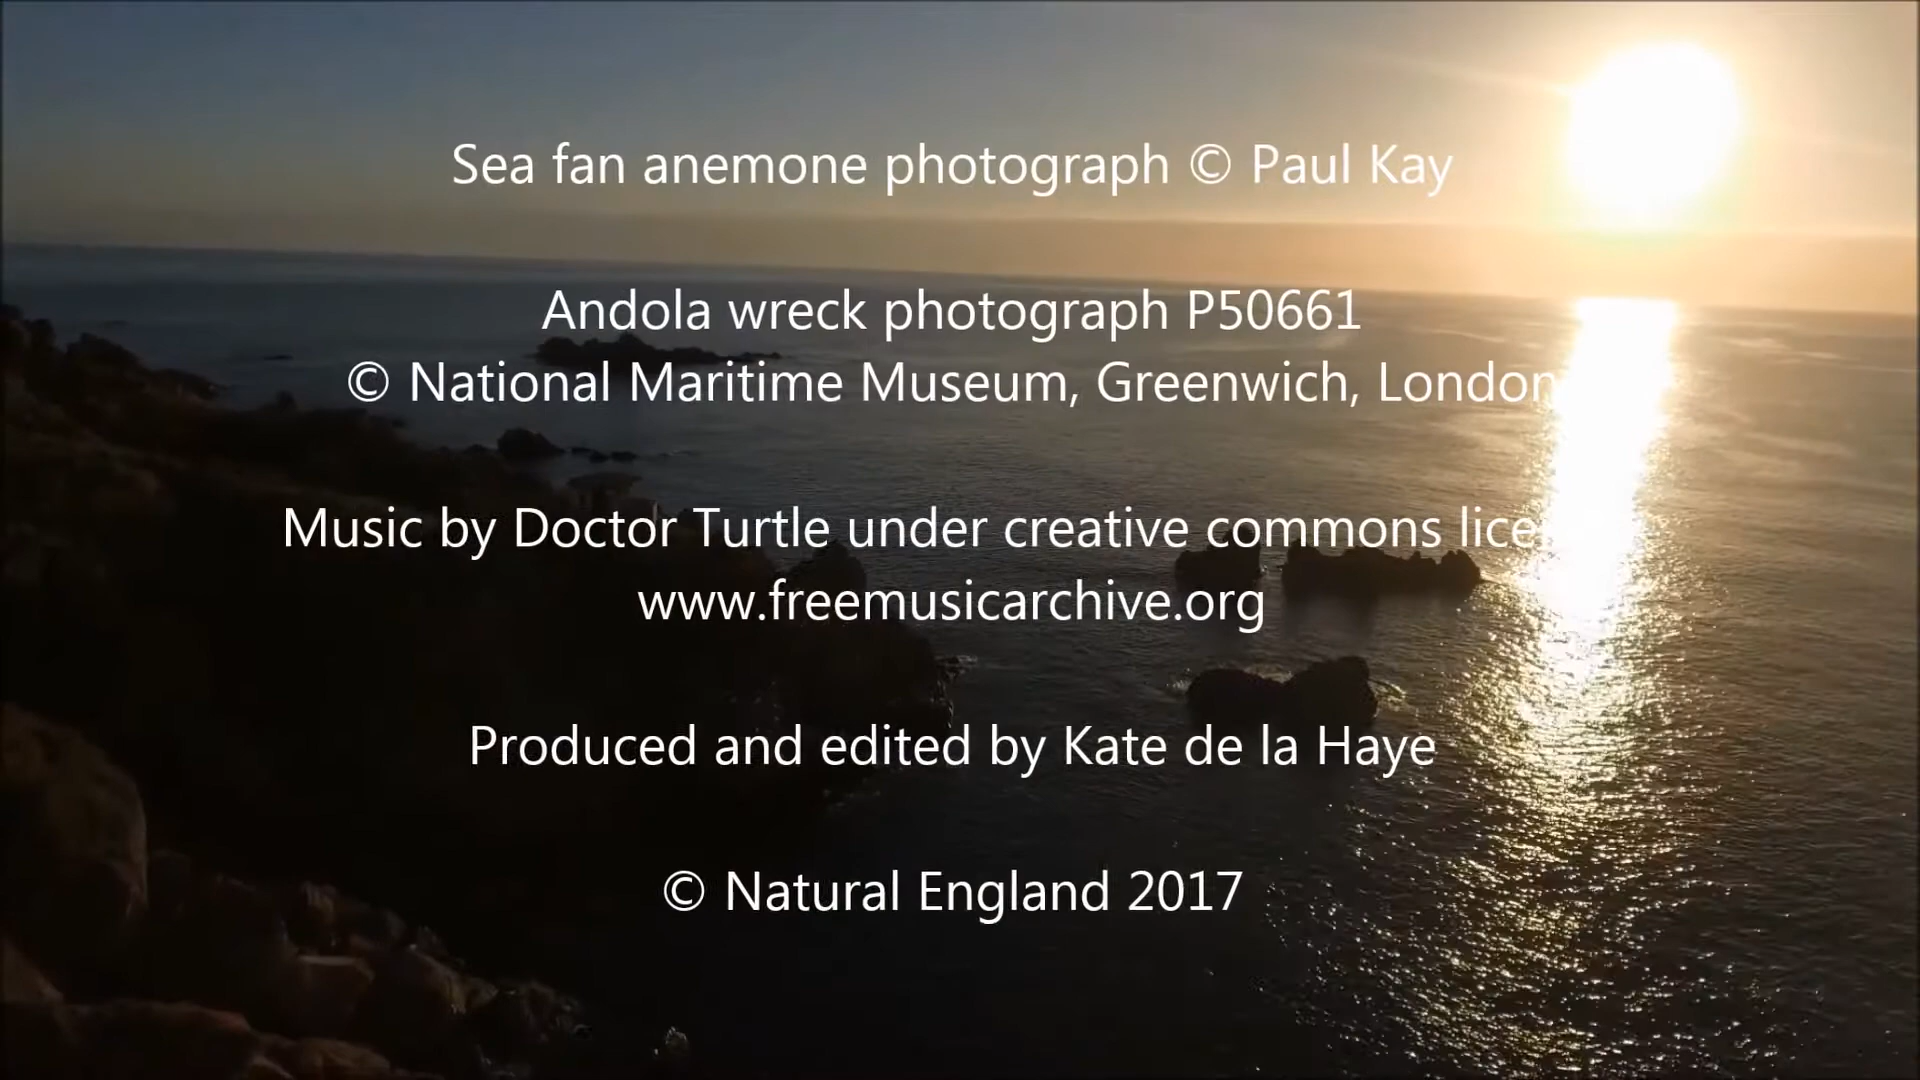 Sea fan anemone photograph © Paul Kay
Andola wreck photograph P50661
© National Maritime Museum, Greenwich, London
Music by Doctor Turtle under creative commons
www.freemusicarchive.org
Produced and edited by Kate de la Haye
© Natural England 2017